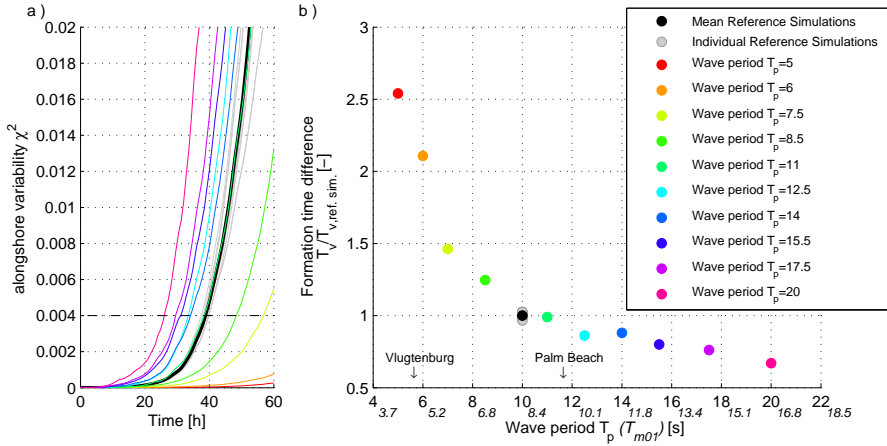 a )
0.02
0.018
0.016
0.014
0.012
0.01
0.008
0.006
0.004
0.002
0
alongshore variability χ²
0 20 40 60
Time [h]
b )
3
2.5
2
1.5
1
0.5
Formation time difference
T_v/T_v,ref. sim. [−]
Vlugtenburg
↓
Palm Beach
↓
4 6 8 10 12 14 16 18 20 22
3.7 5.2 6.8 8.4 10.1 11.8 13.4 15.1 16.8 18.5
Wave period T_p (T_m01) [s]
Mean Reference Simulations
Individual Reference Simulations
Wave period T_p=5
Wave period T_p=6
Wave period T_p=7.5
Wave period T_p=8.5
Wave period T_p=11
Wave period T_p=12.5
Wave period T_p=14
Wave period T_p=15.5
Wave period T_p=17.5
Wave period T_p=20